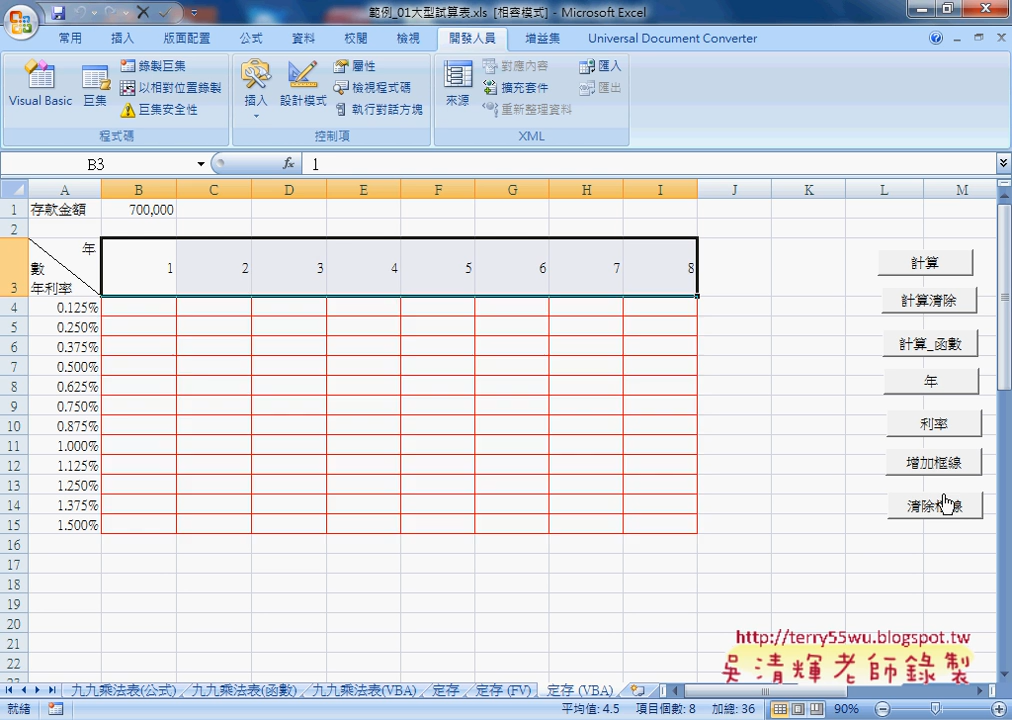 範例_01大型試算表.xls [相容模式] - Microsoft Excel
常用 插入 版面配置 公式 資料 校閱 檢視 開發人員 增益集 Universal Document Converter
Visual Basic 巨集 錄製巨集 以相對位置錄製 巨集安全性 程式碼
插入 設計模式 屬性 檢視程式碼 執行對話方塊 控制項
來源 對應內容 擴充套件 重新整理資料 匯入 匯出 XML
B3 fx 1
A B C D E F G H I J K L M
1 存款金額 700,000
2
年
數
3 年利率 1 2 3 4 5 6 7 8
4 0.125%
5 0.250%
6 0.375%
7 0.500%
8 0.625%
9 0.750%
10 0.875%
11 1.000%
12 1.125%
13 1.250%
14 1.375%
15 1.500%
16
17
18
19
20
21
22
計算
計算清除
計算_函數
年
利率
增加框線
清除
http://terry55wu.blogspot.tw
吳清輝老師錄製
九九乘法表(公式) 九九乘法表(函數) 九九乘法表(VBA) 定存 定存 (FV) 定存 (VBA)
就緒 平均值: 4.5 項目個數: 8 加總: 36 90%